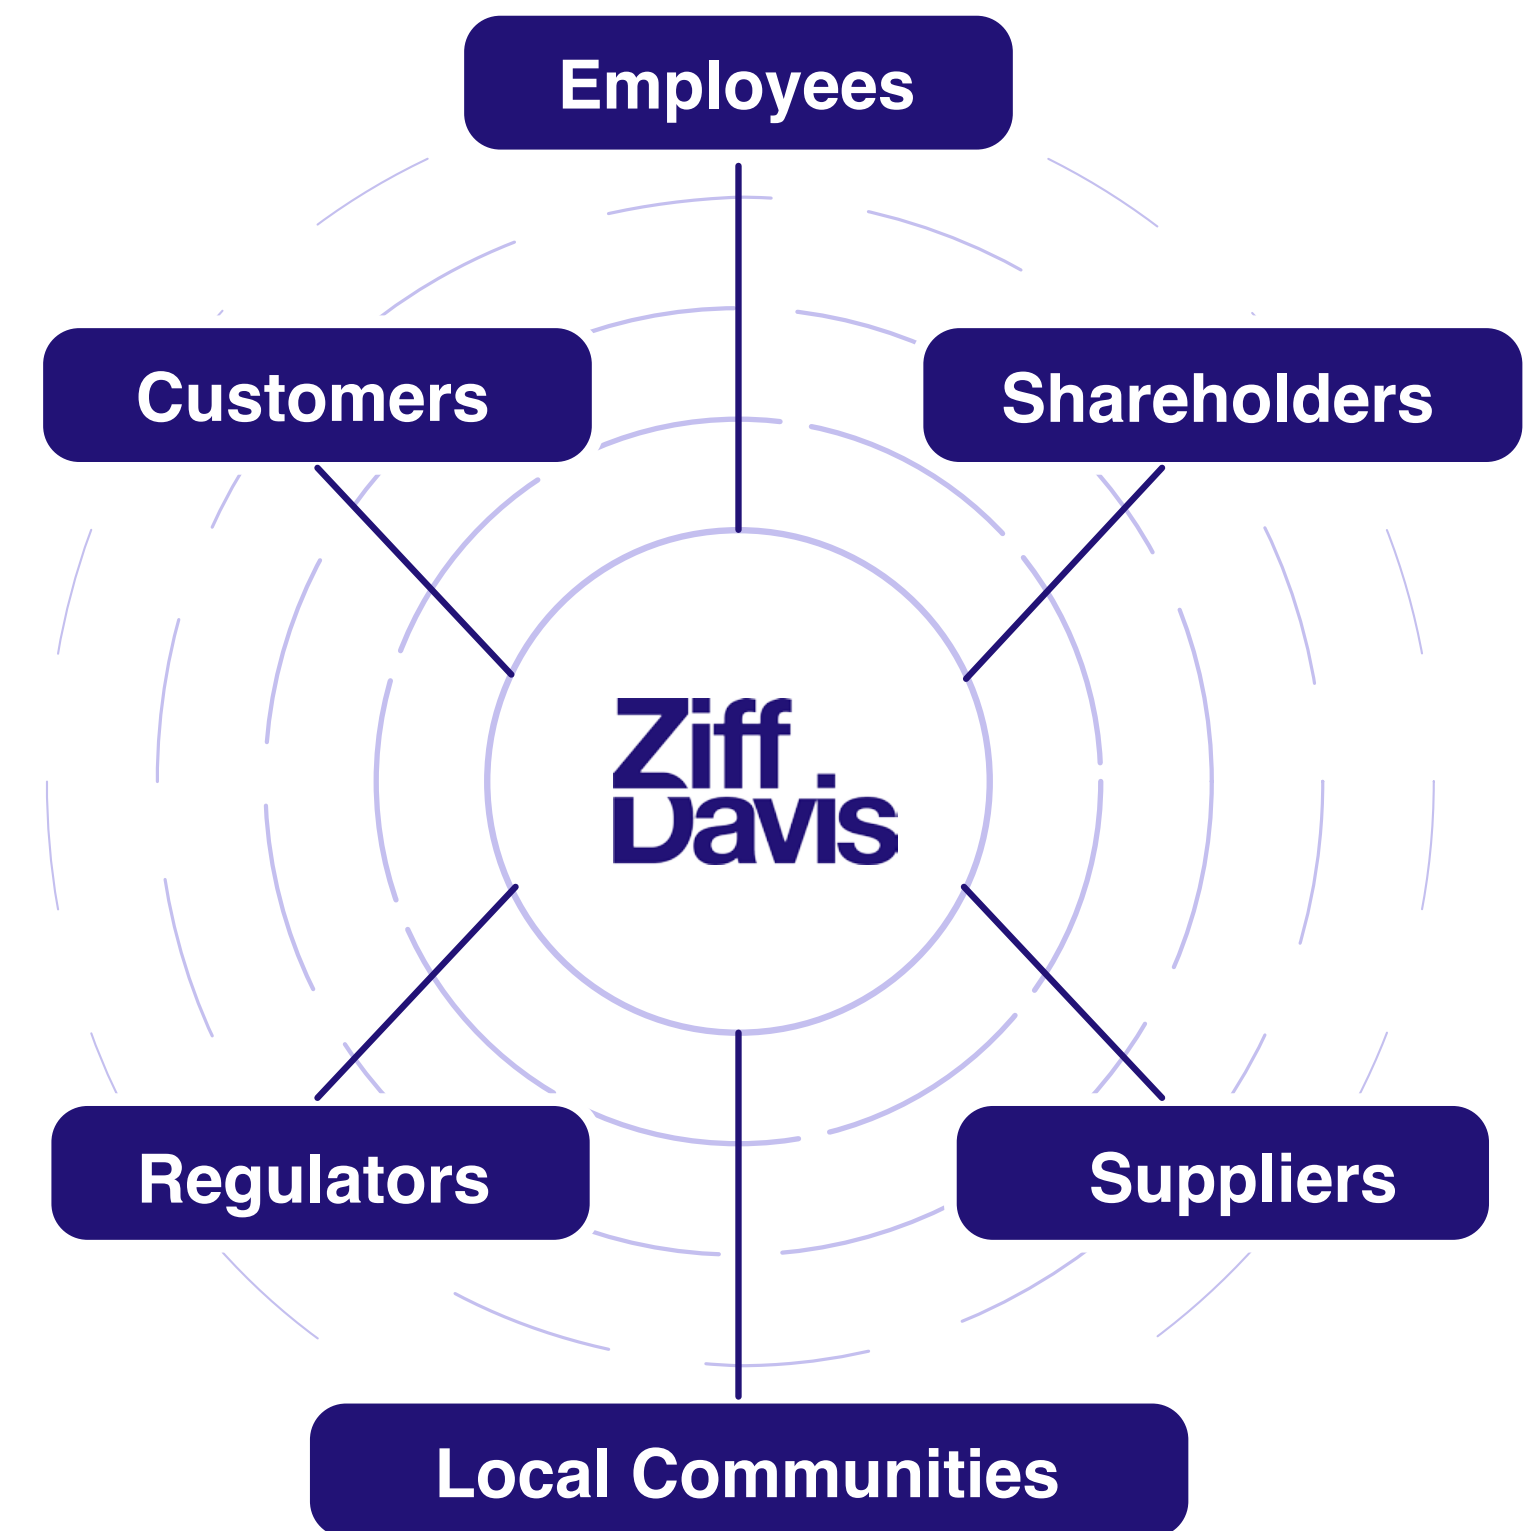 Employees
Customers
Shareholders
Ziff
Davis
Regulators
Suppliers
Local Communities